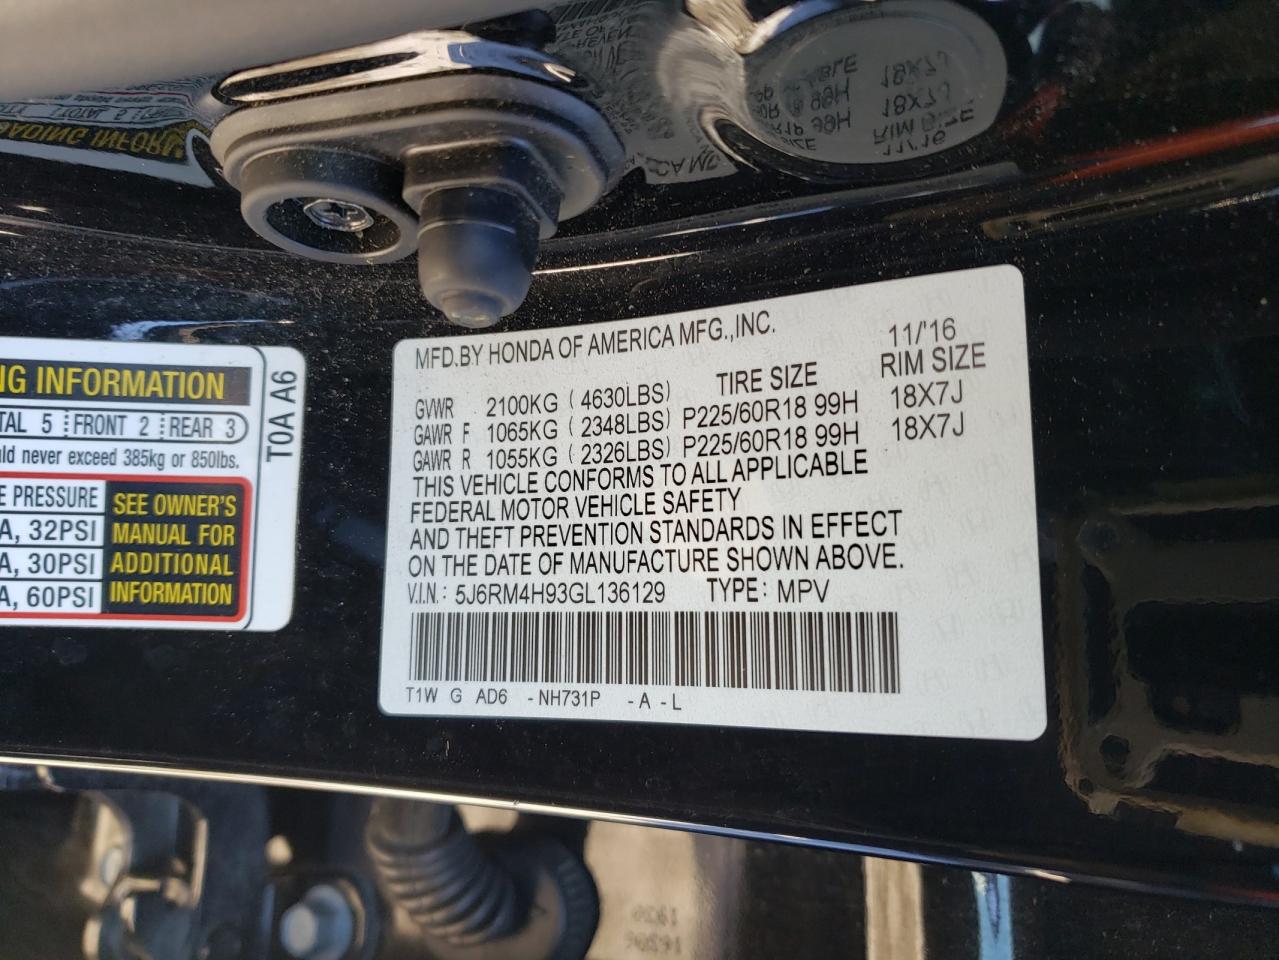 MFD.BY HONDA OF AMERICA MFG.,INC. 11/'16
TIRE SIZE RIM SIZE
GVWR 2100KG (4630LBS)
GAWR F 1065KG (2348LBS) P225/60R18 99H 18X7J
GAWR R 1055KG (2326LBS) P225/60R18 99H 18X7J
THIS VEHICLE CONFORMS TO ALL APPLICABLE
FEDERAL MOTOR VEHICLE SAFETY
AND THEFT PREVENTION STANDARDS IN EFFECT
ON THE DATE OF MANUFACTURE SHOWN ABOVE.
V.I.N.: 5J6RM4H93GL136129 TYPE: MPV
T1W G AD6 -NH731P -A -L
NG INFORMATION
TAL 5 FRONT 2 REAR 3
uld never exceed 385kg or 850lbs.
E PRESSURE
A, 32PSI
A, 30PSI
A, 60PSI
SEE OWNER'S
MANUAL FOR
ADDITIONAL
INFORMATION
T0A A6